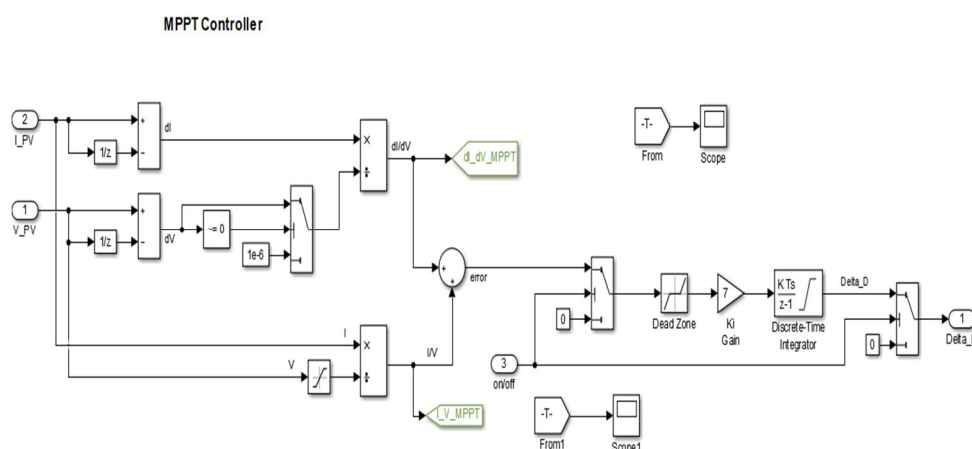 MPPT Controller
2
I_PV
1/z
+
−
dI
×
÷
dI/dV
dI_dV_MPPT
-T-
From
Scope
1
V_PV
1/z
+
−
dV
~= 0
1e-6
+
+
error
0
Dead Zone
7
Ki
Gain
K Ts
z-1
Discrete-Time
Integrator
Delta_D
0
1
I
V
×
÷
I/V
I_V_MPPT
3
on/off
-T-
From1
Scope1